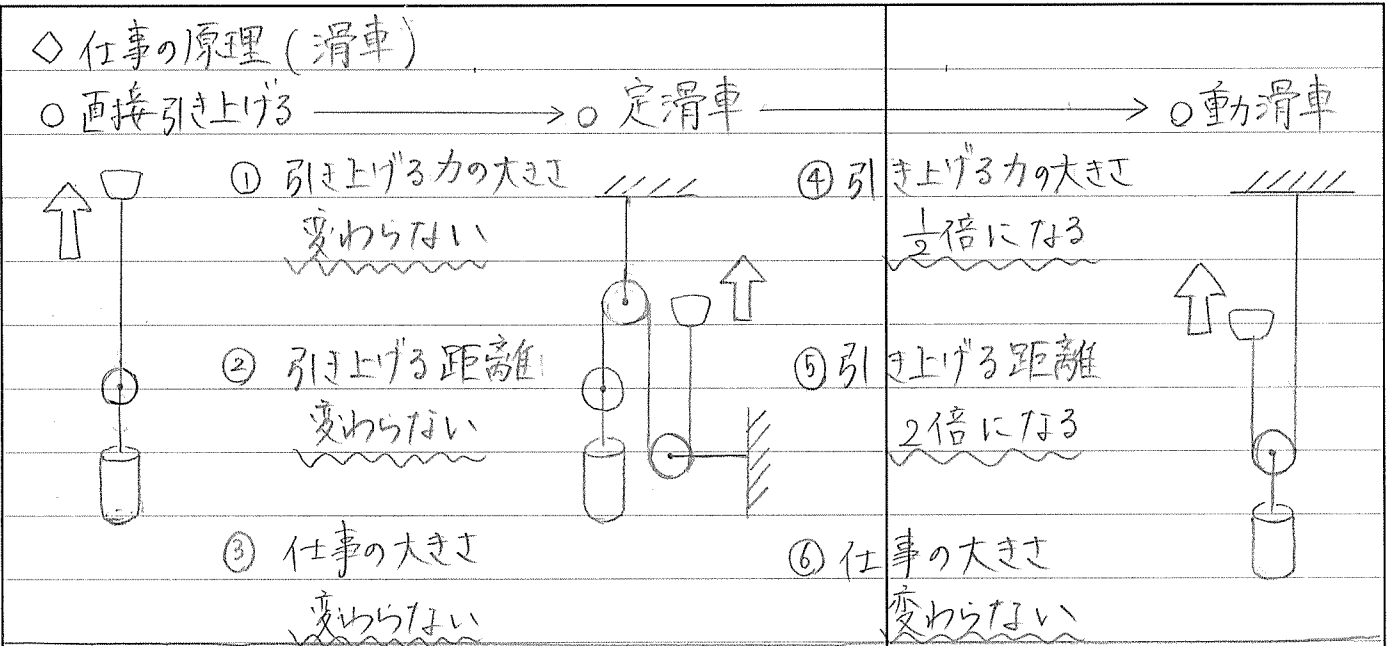 ◇ 仕事の原理(滑車)
○ 直接引き上げる → ○ 定滑車 → ○ 動力滑車
① 引き上げる力の大きさ
変わらない
② 引き上げる距離
変わらない
③ 仕事の大きさ
変わらない
④ 引き上げる力の大きさ
1/2倍になる
⑤ 引き上げる距離
2倍になる
⑥ 仕事の大きさ
変わらない